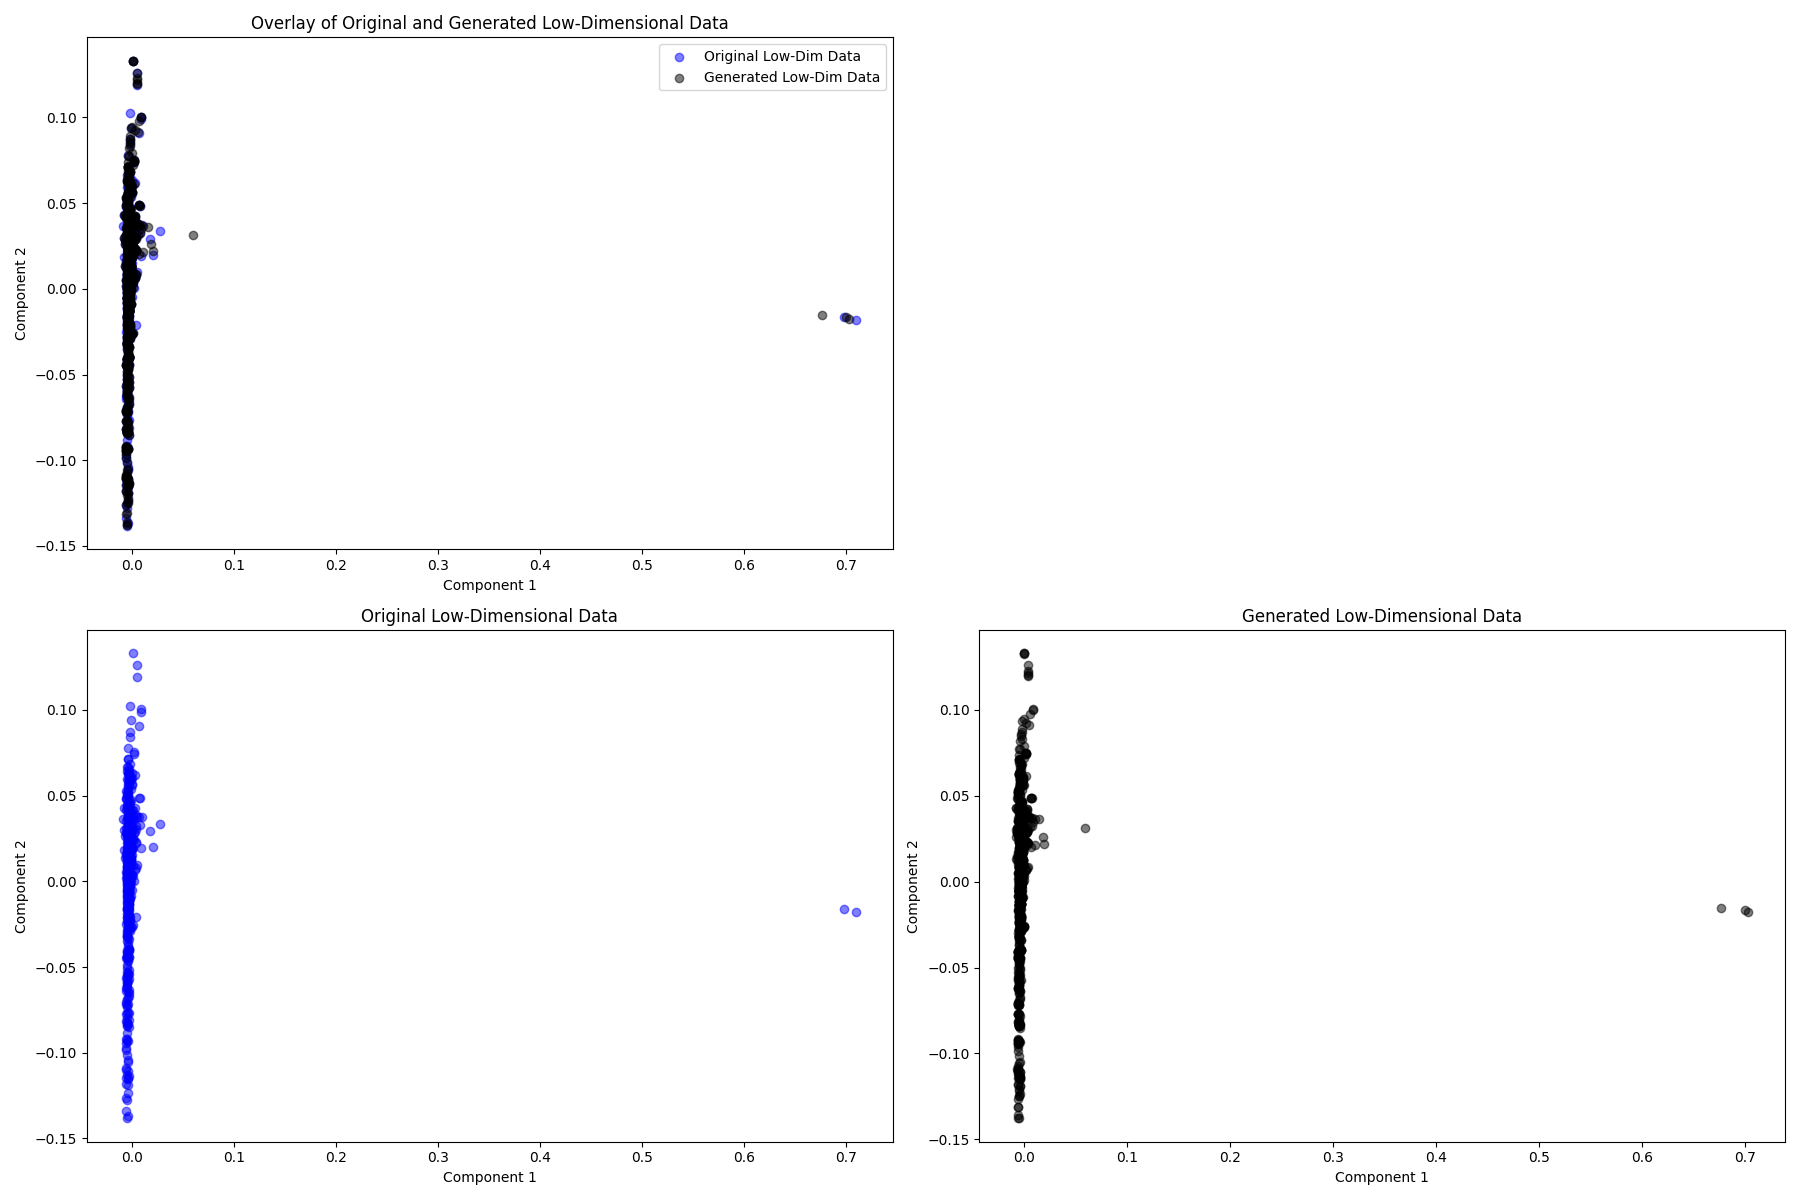 Overlay of Original and Generated Low-Dimensional Data
Original Low-Dim Data
Generated Low-Dim Data
0.10
0.05
0.00
−0.05
−0.10
−0.15
Component 2
0.0 0.1 0.2 0.3 0.4 0.5 0.6 0.7
Component 1
Original Low-Dimensional Data
0.10
0.05
0.00
−0.05
−0.10
−0.15
Component 2
0.0 0.1 0.2 0.3 0.4 0.5 0.6 0.7
Component 1
Generated Low-Dimensional Data
0.10
0.05
0.00
−0.05
−0.10
−0.15
Component 2
0.0 0.1 0.2 0.3 0.4 0.5 0.6 0.7
Component 1